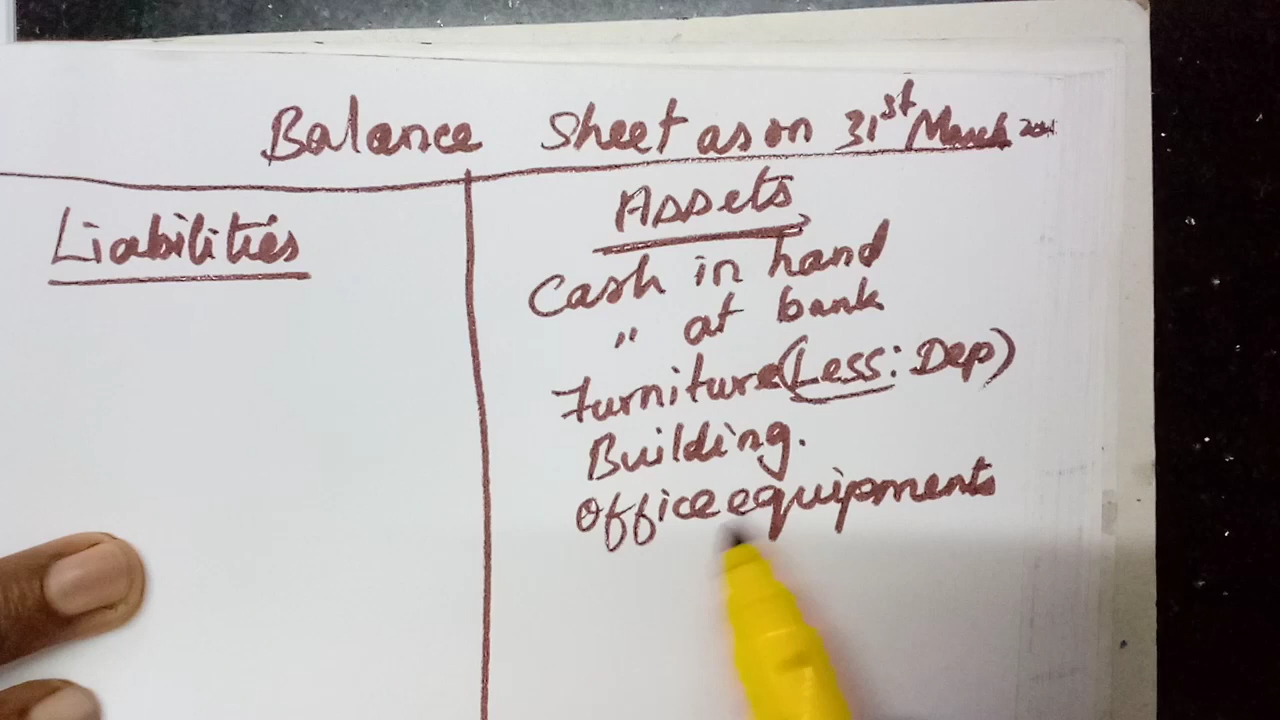 Balance Sheet as on 31st March
Liabilities
Assets
Cash in hand
" at bank
Furniture (Less: Dep)
Building.
Office equipments